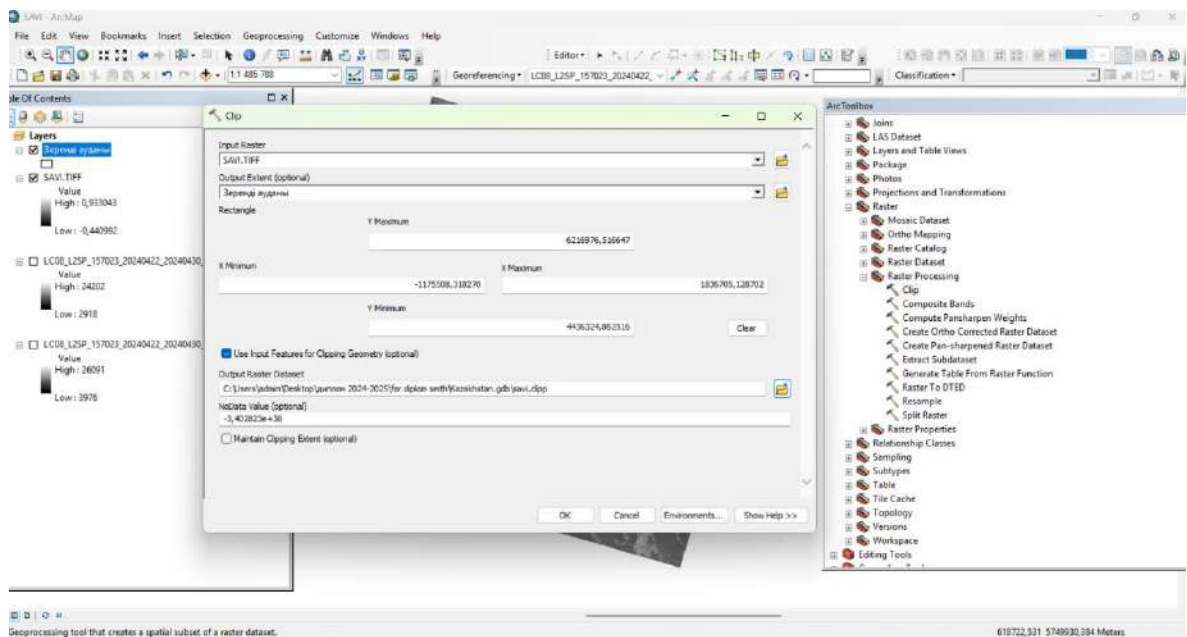 SAVI - ArcMap
File Edit View Bookmarks Insert Selection Geoprocessing Customize Windows Help
Editor
1:1 485 788
Georeferencing
LC08_L2SP_157023_20240422_
Classification
ble Of Contents
Layers
Зеренді ауданы
SAVI.TIFF
Value
High : 0,933043
Low : -0,440992
LC08_L2SP_157023_20240422_20240430_
Value
High : 24202
Low : 2918
LC08_L2SP_157023_20240422_20240430_
Value
High : 26091
Low : 3976
Clip
Input Raster
SAVI.TIFF
Output Extent (optional)
Зеренді ауданы
Rectangle
Y Maximum
6216976,516647
X Minimum
X Maximum
-1175508,318270
1836705,128702
Y Minimum
4436324,862516
Clear
Use Input Features for Clipping Geometry (optional)
Output Raster Dataset
C:\Users\admin\Desktop\диплом 2024-2025\for diplom smth\Kazakhstan.gdb\savi_clipp
NoData Value (optional)
-3,402823e+38
Maintain Clipping Extent (optional)
OK Cancel Environments... Show Help >>
ArcToolbox
Joins
LAS Dataset
Layers and Table Views
Package
Photos
Projections and Transformations
Raster
Mosaic Dataset
Ortho Mapping
Raster Catalog
Raster Dataset
Raster Processing
Clip
Composite Bands
Compute Pansharpen Weights
Create Ortho Corrected Raster Dataset
Create Pan-sharpened Raster Dataset
Extract Subdataset
Generate Table From Raster Function
Raster To DTED
Resample
Split Raster
Raster Properties
Relationship Classes
Sampling
Subtypes
Table
Tile Cache
Topology
Versions
Workspace
Editing Tools
Geoprocessing tool that creates a spatial subset of a raster dataset.
618722,531 5749930,384 Meters